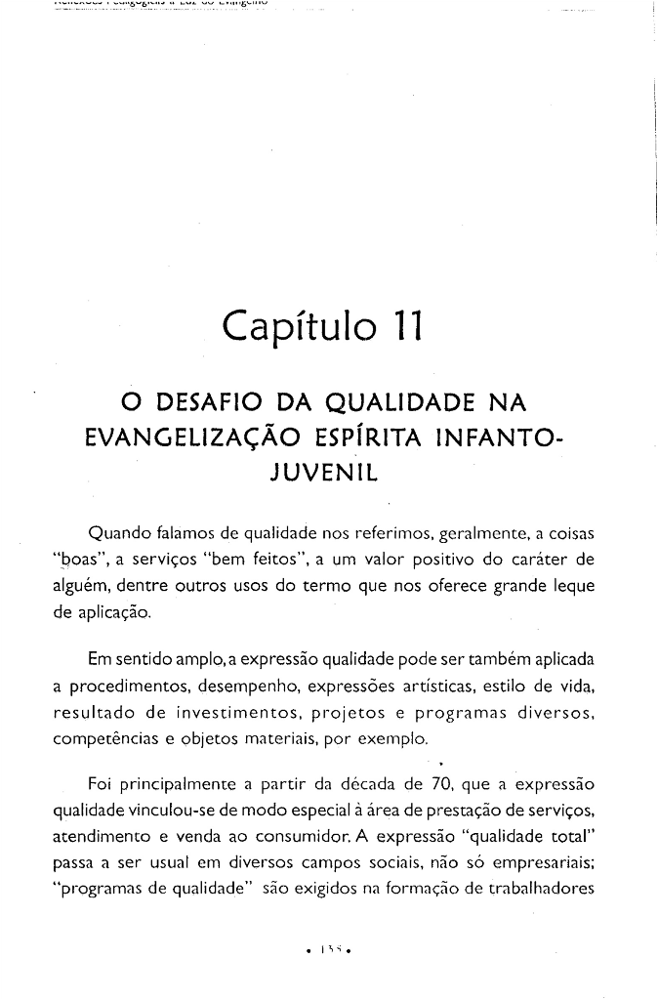 Reflexões Pedagógicas à Luz do Evangelho
Capítulo 11
O DESAFIO DA QUALIDADE NA
EVANGELIZAÇÃO ESPÍRITA INFANTO-
JUVENIL
Quando falamos de qualidade nos referimos, geralmente, a coisas
"boas", a serviços "bem feitos", a um valor positivo do caráter de
alguém, dentre outros usos do termo que nos oferece grande leque
de aplicação.
Em sentido amplo, a expressão qualidade pode ser também aplicada
a procedimentos, desempenho, expressões artísticas, estilo de vida,
resultado de investimentos, projetos e programas diversos,
competências e objetos materiais, por exemplo.
Foi principalmente a partir da década de 70, que a expressão
qualidade vinculou-se de modo especial à área de prestação de serviços,
atendimento e venda ao consumidor. A expressão "qualidade total"
passa a ser usual em diversos campos sociais, não só empresariais;
"programas de qualidade" são exigidos na formação de trabalhadores